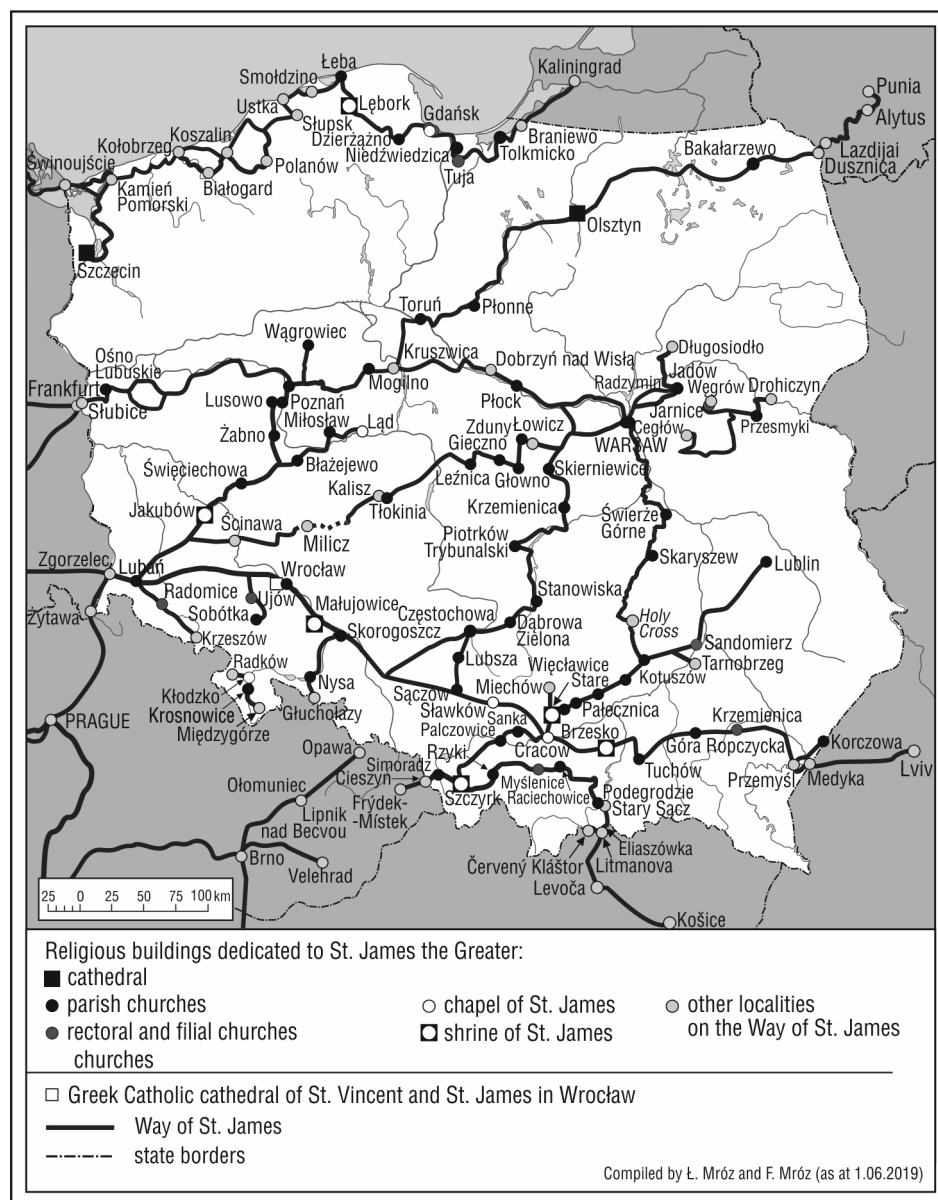 Łeba
Kaliningrad
Smołdzino
Punia
Ustka
Lębork
Gdańsk
Alytus
Słupsk
Koszalin
Dzierżążno
Braniewo
Kołobrzeg
Niedźwiedzica
Tolkmicko
Bakałarzewo
Lazdijai
Świnoujście
Polanów
Tuja
Dusznica
Kamień
Pomorski
Białogard
Olsztyn
Szczecin
Toruń
Płonne
Wągrowiec
Ośno
Lubuskie
Kruszwica
Dobrzyń nad Wisłą
Długosiodło
Jadów
Frankfurt
Mogilno
Radzymin
Węgrów
Drohiczyn
Słubice
Lusowo
Poznań
Płock
Jarnice
Miłosław
Ląd
Zduny
Łowicz
Cegłów
Przesmyki
Żabno
Gieczno
WARSAW
Święciechowa
Błażejewo
Leźnica
Głowno
Skierniewice
Kalisz
Tłokinia
Krzemienica
Jakubów
Ścinawa
Milicz
Piotrków
Trybunalski
Świerże
Górne
Skaryszew
Zgorzelec
Lubań
Wrocław
Lublin
Radomice
Ujów
Stanowiska
Sobótka
Małujowice
Częstochowa
Holy
Cross
Żytawa
Skorogoszcz
Dąbrowa
Zielona
Sandomierz
Krzeszów
Radków
Lubsza
Więcławice
Stare
Tarnobrzeg
Kotuszów
Kłodzko
Nysa
Sączów
Miechów
Krosnowice
Głuchołazy
Sławków
Pałecznica
Krzemienica
PRAGUE
Międzygórze
Sanka
Brzesko
Korczowa
Opawa
Palczowice
Cracow
Góra Ropczycka
Simoradz
Rzyki
Tuchów
Przemyśl
Medyka
Lviv
Cieszyn
Myślenice
Ołomuniec
Szczyrk
Raciechowice
Podegrodzie
Frýdek-
-Místek
Stary Sącz
Lipnik
nad Becvou
Eliaszówka
Brno
Červený Kláštor
Litmanova
Velehrad
Levoča
Košice
25 0 25 50 75 100 km
Religious buildings dedicated to St. James the Greater:
cathedral
parish churches
chapel of St. James
other localities
on the Way of St. James
rectoral and filial churches
churches
shrine of St. James
Greek Catholic cathedral of St. Vincent and St. James in Wrocław
Way of St. James
state borders
Compiled by Ł. Mróz and F. Mróz (as at 1.06.2019)